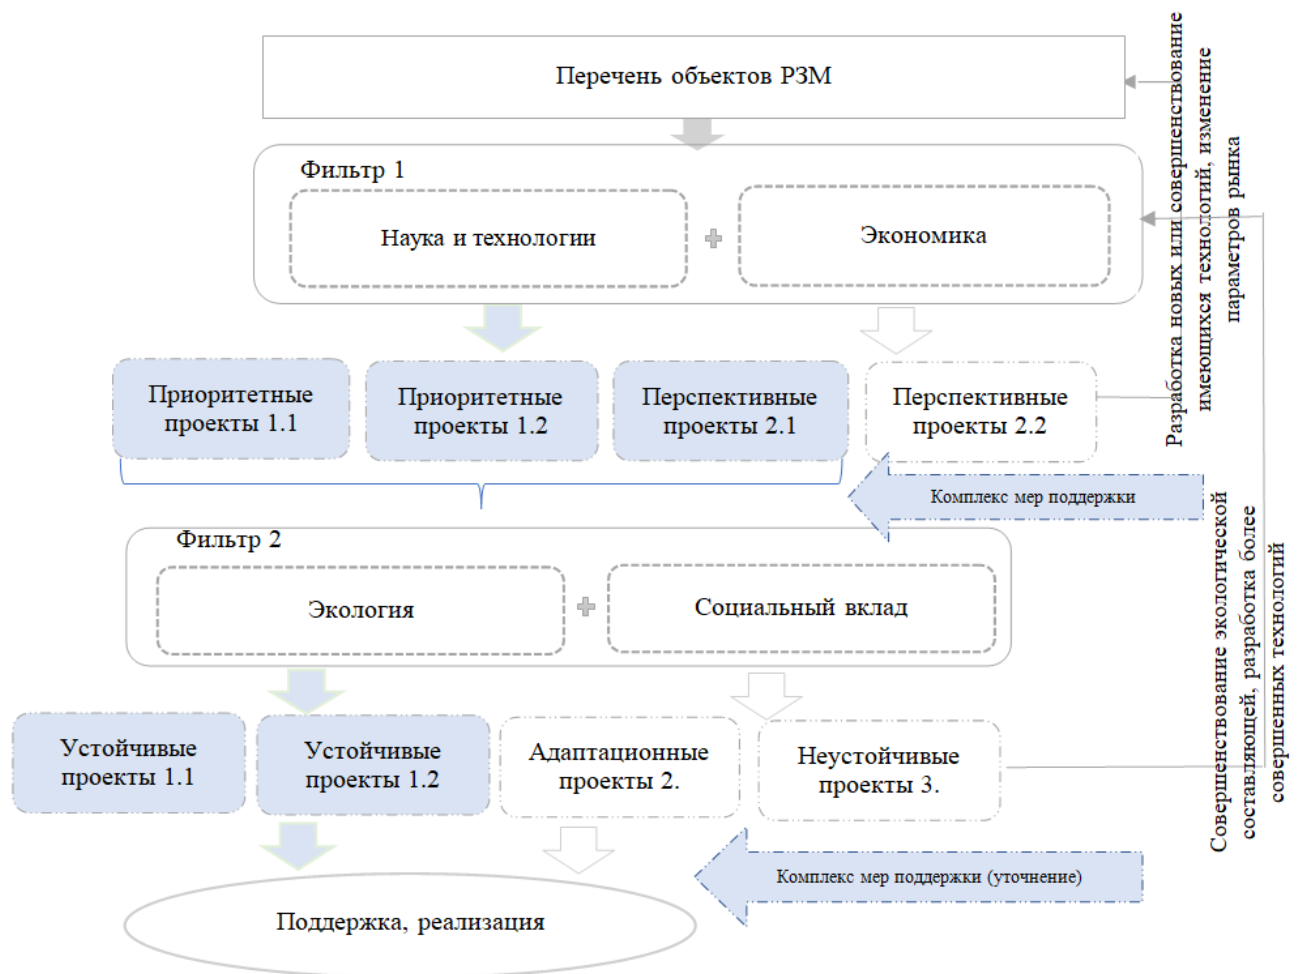 Перечень объектов РЗМ
Фильтр 1
Наука и технологии
Экономика
Разработка новых или совершенствование
имеющихся технологий, изменение
параметров рынка
Приоритетные
проекты 1.1
Приоритетные
проекты 1.2
Перспективные
проекты 2.1
Перспективные
проекты 2.2
Комплекс мер поддержки
Фильтр 2
Экология
Социальный вклад
Совершенствование экологической
составляющей, разработка более
совершенных технологий
Устойчивые
проекты 1.1
Устойчивые
проекты 1.2
Адаптационные
проекты 2.
Неустойчивые
проекты 3.
Комплекс мер поддержки (уточнение)
Поддержка, реализация